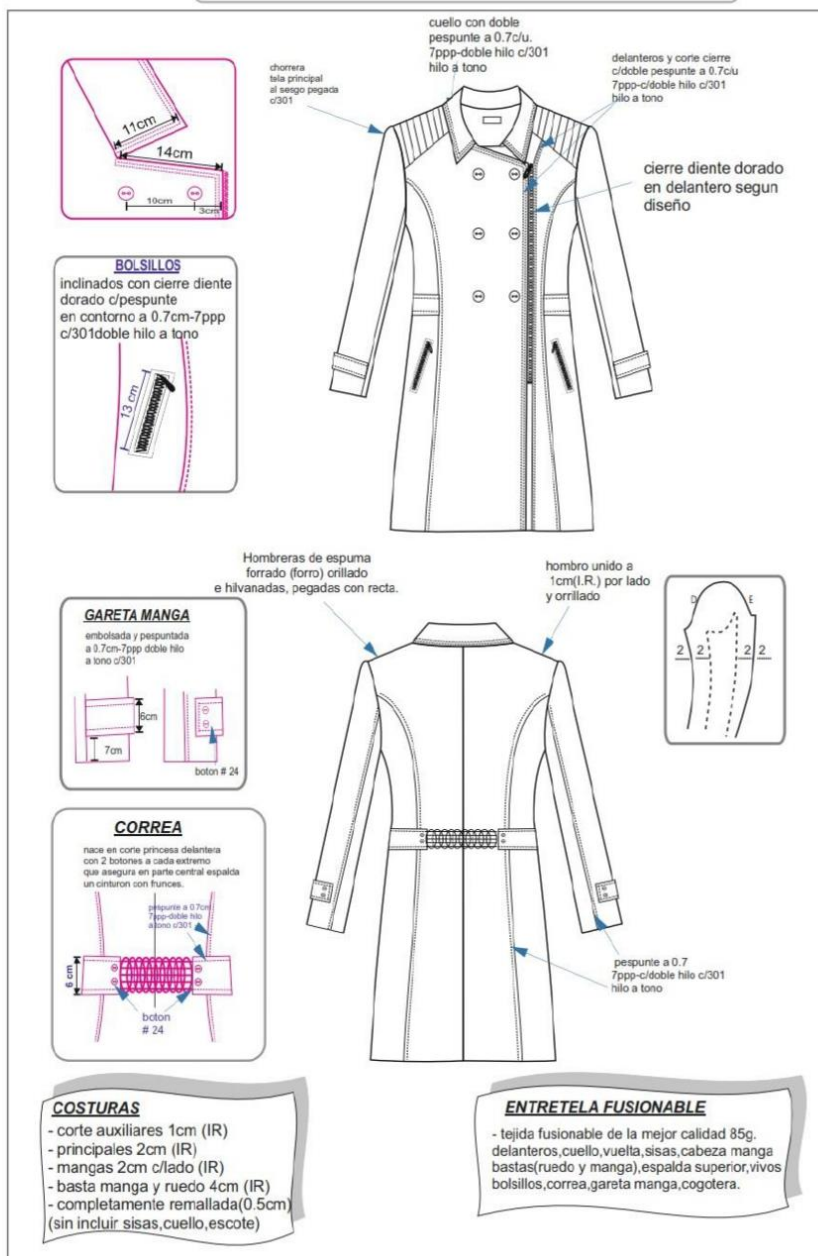 cuello con doble
pespunte a 0.7c/u.
7ppp-doble hilo c/301
hilo a tono
chorrera
tela principal
al sesgo pegada
c/301
delanteros y corte cierre
c/doble pespunte a 0.7c/u
7ppp-c/doble hilo c/301
hilo a tono
cierre diente dorado
en delantero segun
diseño
11cm
14cm
10cm
3cm
BOLSILLOS
inclinados con cierre diente
dorado c/pespunte
en contorno a 0.7cm-7ppp
c/301doble hilo a tono
13 cm
Hombreras de espuma
forrado (forro) orillado
e hilvanadas, pegadas con recta.
hombro unido a
1cm(I.R.) por lado
y orrillado
GARETA MANGA
embolsada y pespuntada
a 0.7cm-7ppp doble hilo
a tono c/301
6cm
7cm
boton # 24
D
E
2 2 2 2
CORREA
nace en corte princesa delantera
con 2 botones a cada extremo
que asegura en parte central espalda
un cinturon con frunces.
pespunte a 0.7cm
7ppp-doble hilo
a tono c/301
6 cm
boton
# 24
pespunte a 0.7
7ppp-c/doble hilo c/301
hilo a tono
COSTURAS
- corte auxiliares 1cm (IR)
- principales 2cm (IR)
- mangas 2cm c/lado (IR)
- basta manga y ruedo 4cm (IR)
- completamente remallada(0.5cm)
(sin incluir sisas,cuello,escote)
ENTRETELA FUSIONABLE
- tejida fusionable de la mejor calidad 85g.
delanteros,cuello,vuelta,sisas,cabeza manga
bastas(ruedo y manga),espalda superior,vivos
bolsillos,correa,gareta manga,cogotera.